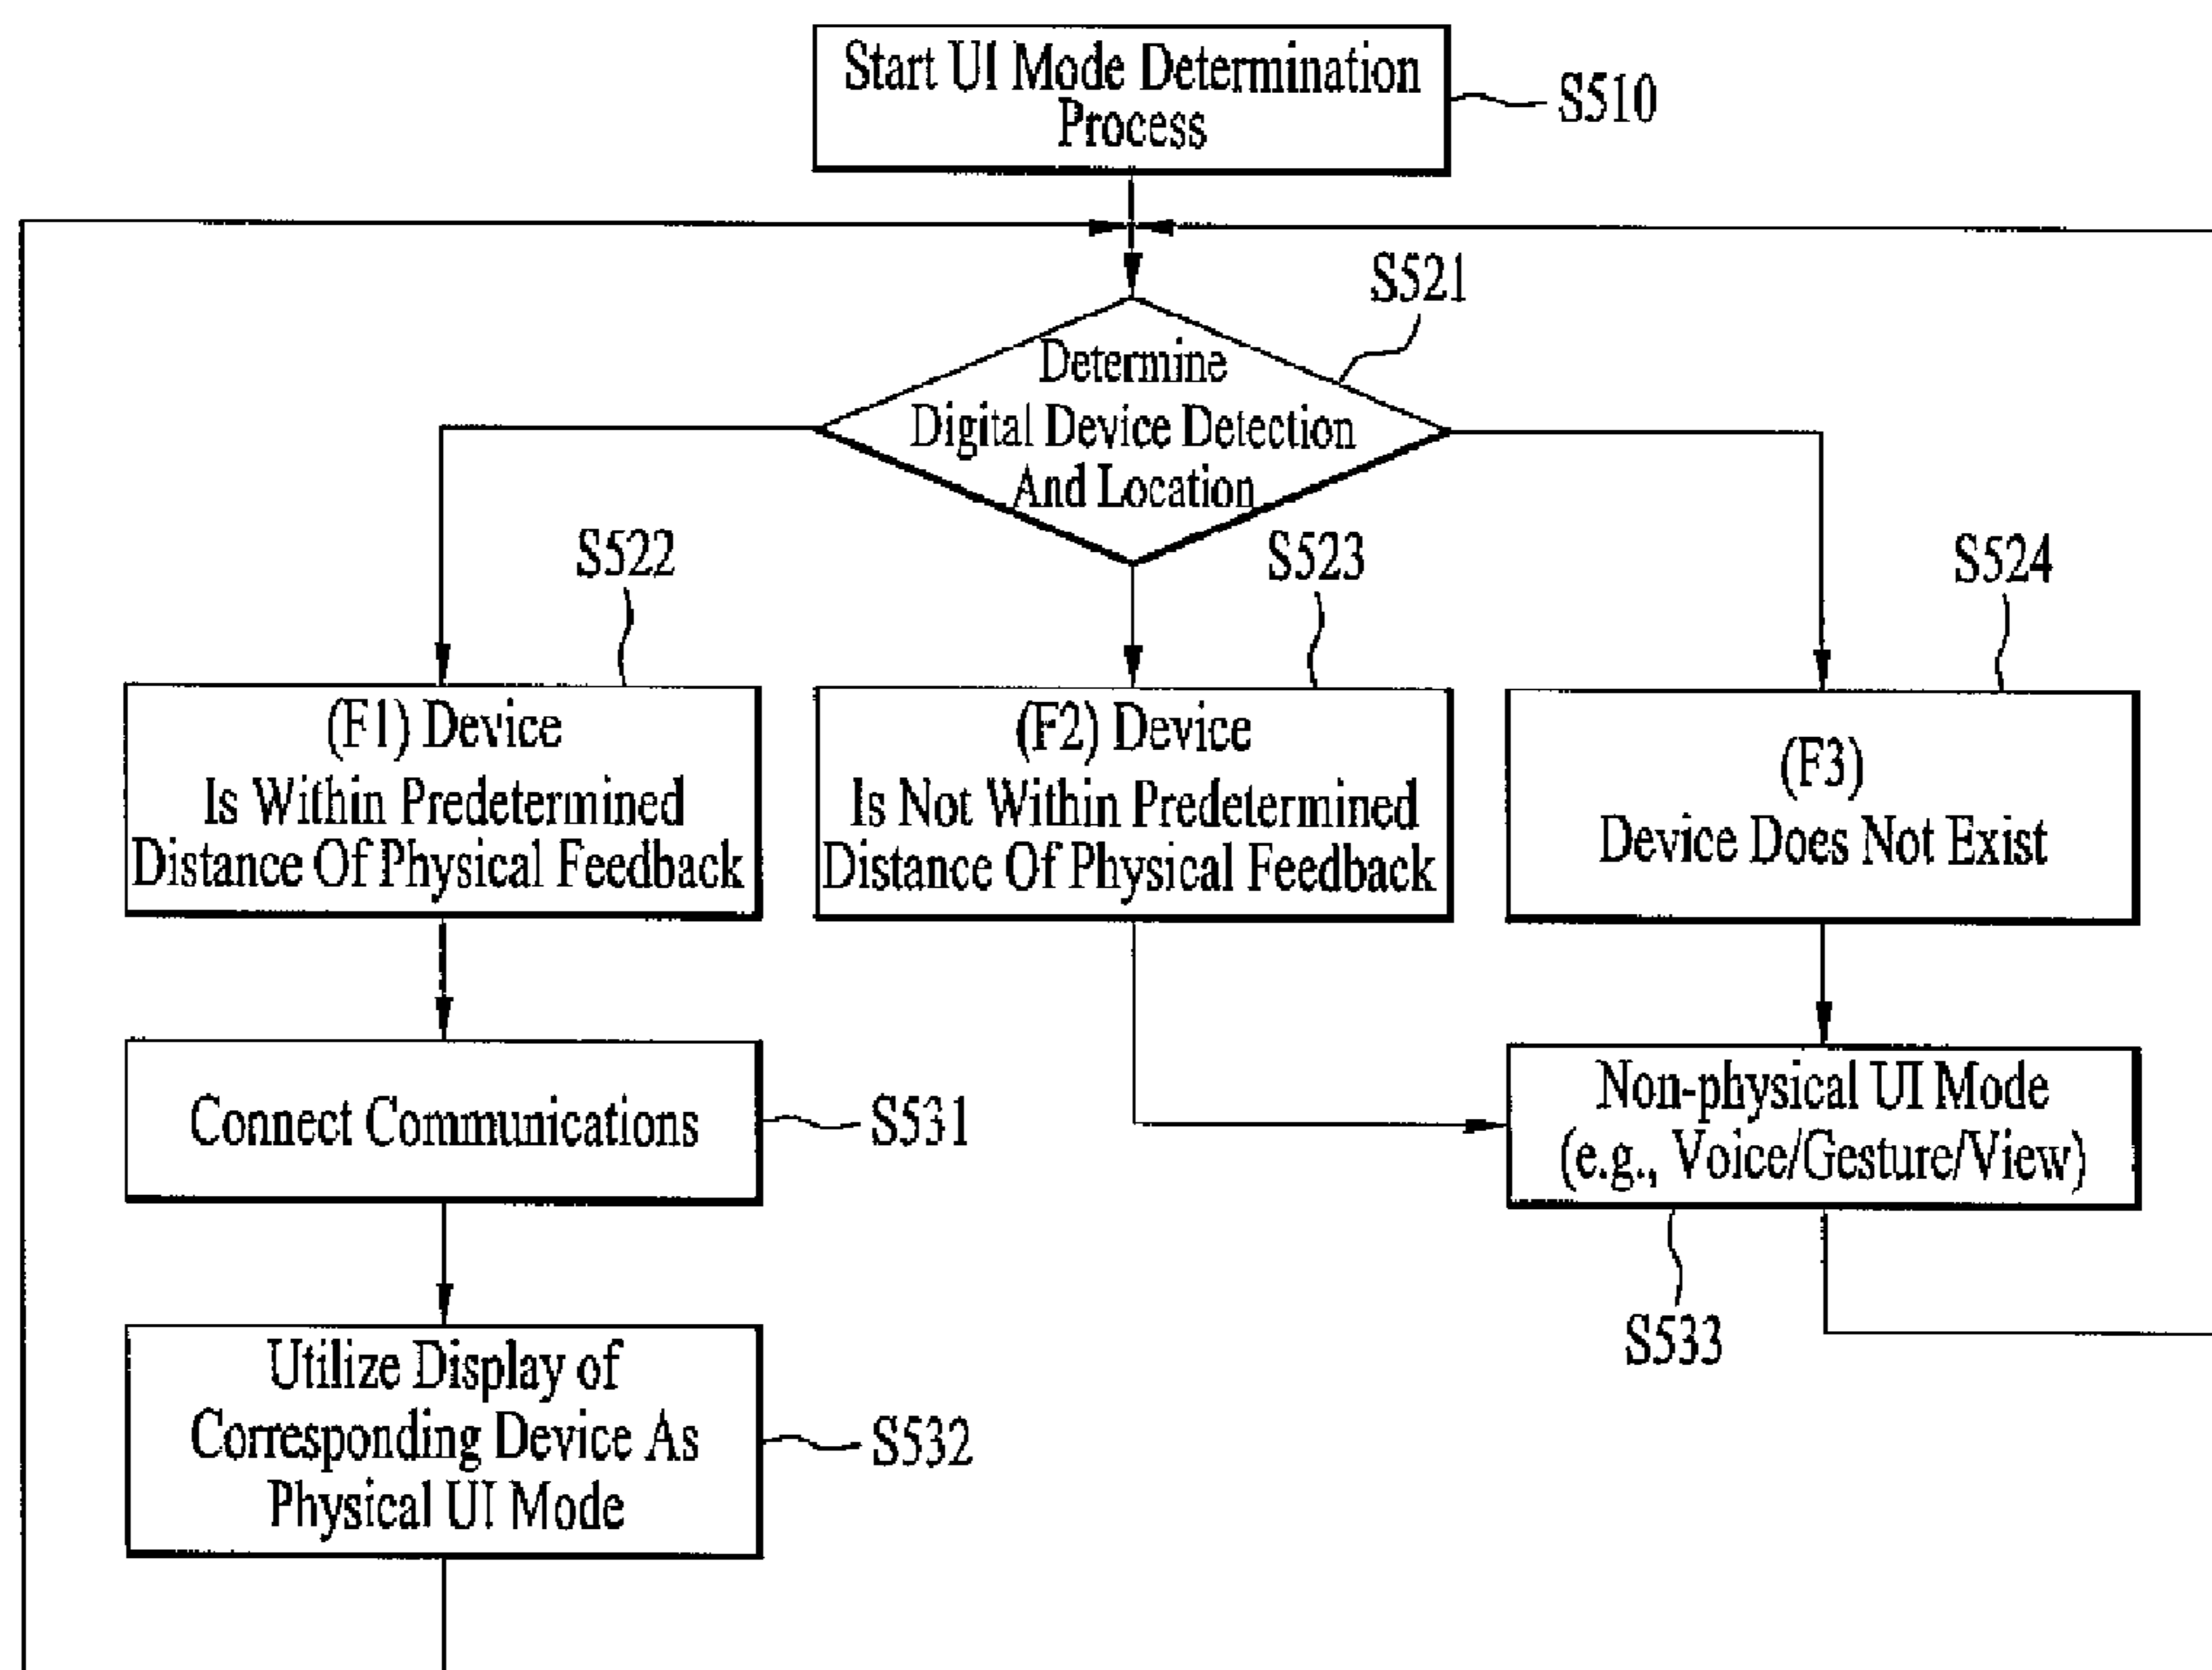 Start UI Mode Determination
Process
S510
S521
Determine
Digital Device Detection
And Location
S522
S523
S524
(F1) Device
Is Within Predetermined
Distance Of Physical Feedback
(F2) Device
Is Not Within Predetermined
Distance Of Physical Feedback
(F3)
Device Does Not Exist
Connect Communications
S531
Non-physical UI Mode
(e.g., Voice/Gesture/View)
S533
Utilize Display of
Corresponding Device As
Physical UI Mode
S532